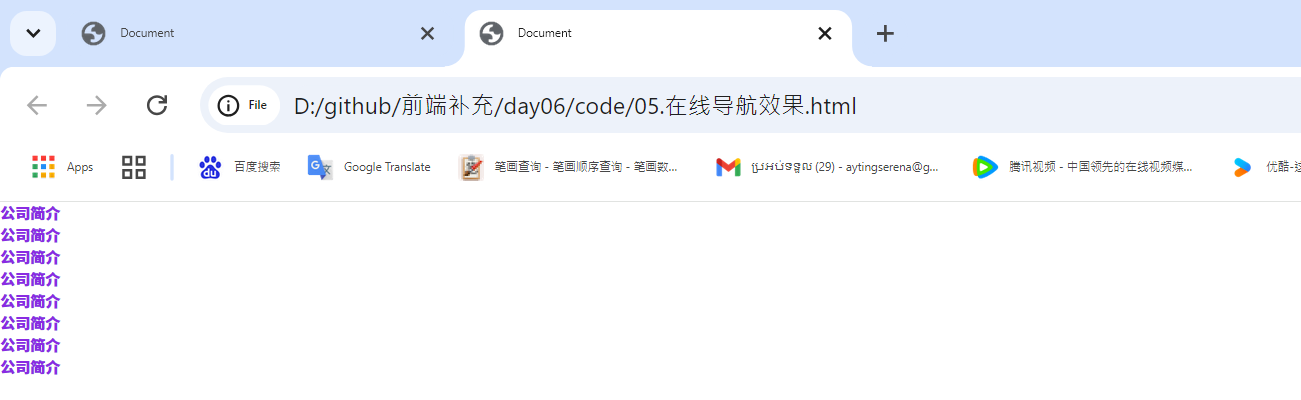 Document
Document
File
D:/github/前端补充/day06/code/05.在线导航效果.html
Apps
百度搜索
Google Translate
笔画查询 - 笔画顺序查询 - 笔画数...
ប្រអប់ទទួល (29) - aytingserena@g...
腾讯视频 - 中国领先的在线视频媒...
优酷-这
公司简介
公司简介
公司简介
公司简介
公司简介
公司简介
公司简介
公司简介